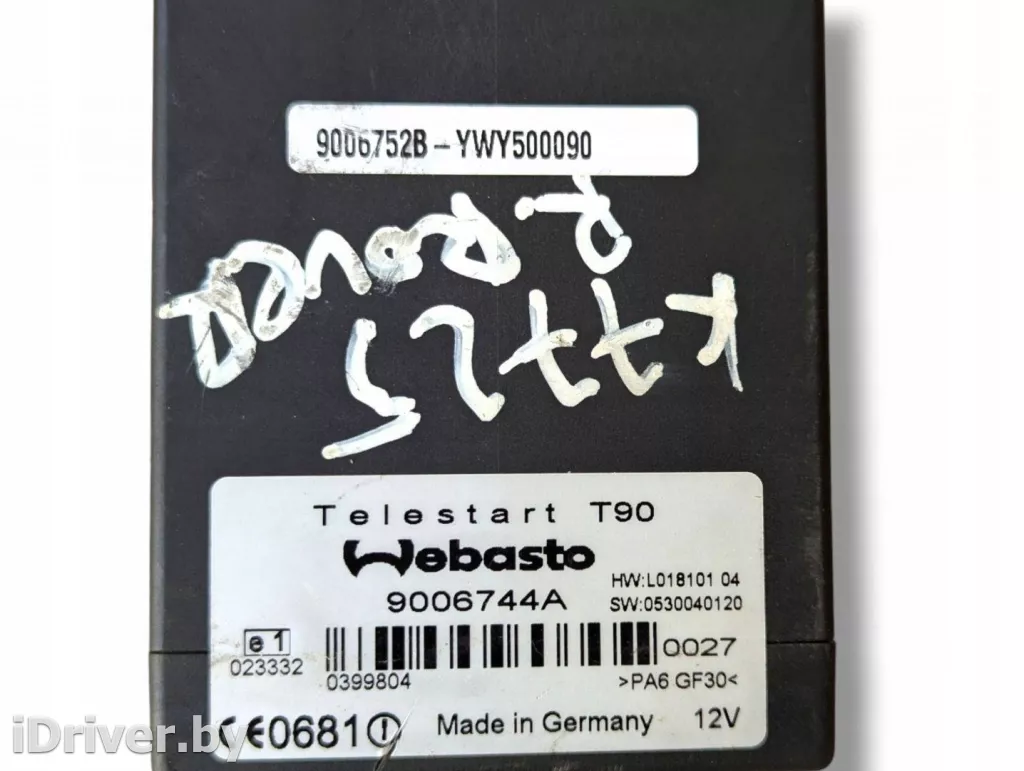 9006752B - YWY500090
Telestart T90
Webasto
HW:L018101 04
9006744A
SW:0530040120
e1
023332
0027
0399804
>PA6 GF30<
CE0681
Made in Germany
12V
iDriver.by